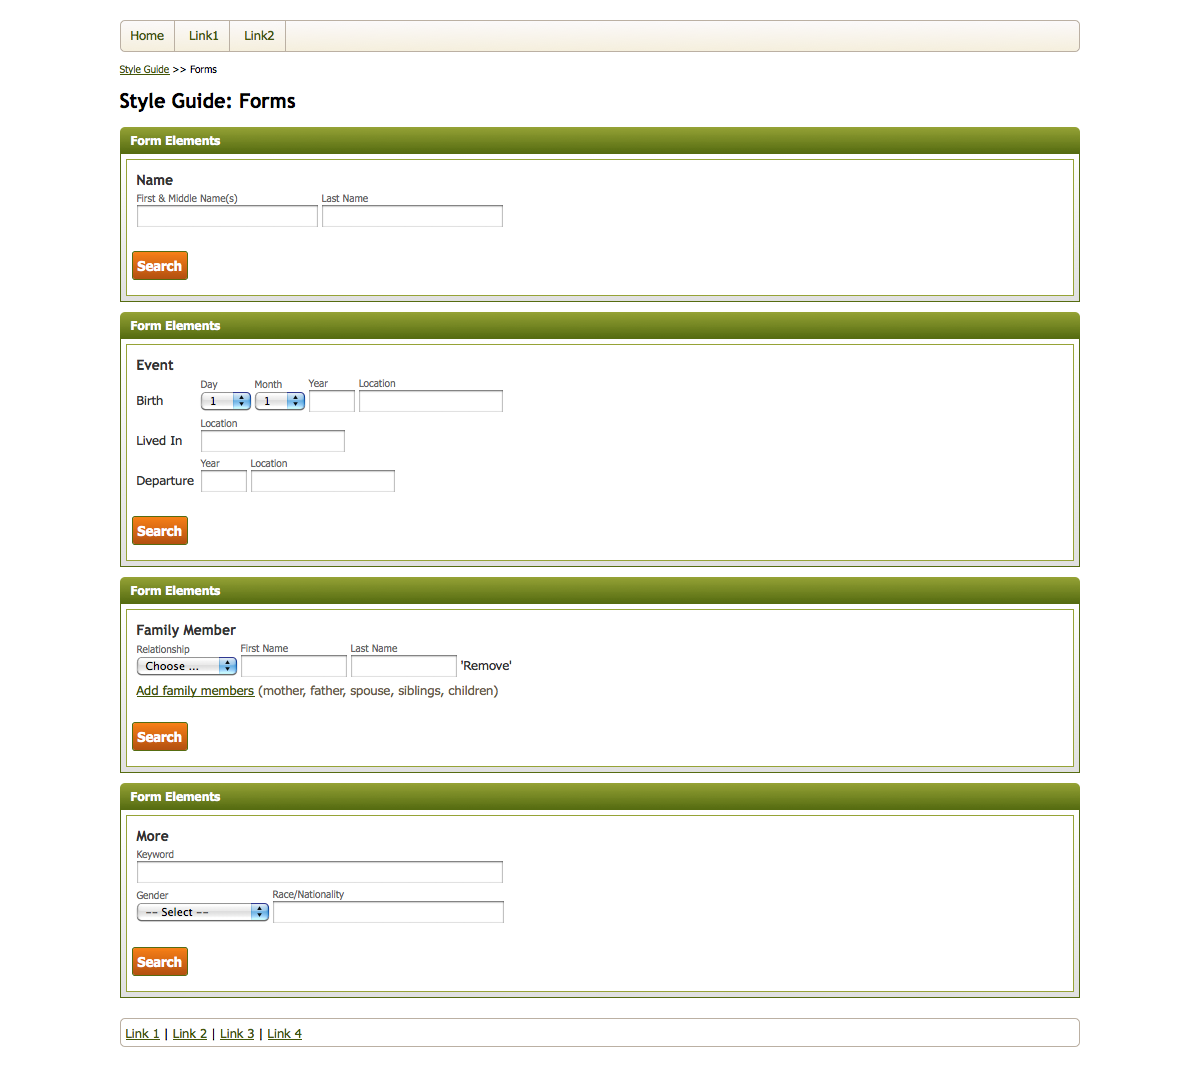 Home Link1 Link2
Style Guide >> Forms
Style Guide: Forms
Form Elements
Name
First & Middle Name(s) Last Name
Search
Form Elements
Event
Day Month Year Location
Birth 1 1
Location
Lived In
Year Location
Departure
Search
Form Elements
Family Member
Relationship First Name Last Name
Choose ... 'Remove'
Add family members (mother, father, spouse, siblings, children)
Search
Form Elements
More
Keyword
Gender Race/Nationality
-- Select --
Search
Link 1 | Link 2 | Link 3 | Link 4